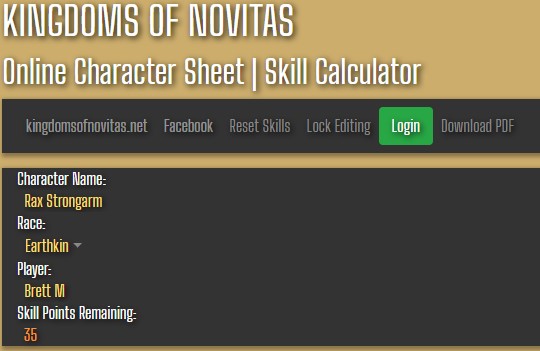 KINGDOMS OF NOVITAS
Online Character Sheet | Skill Calculator
kingdomsofnovitas.net Facebook Reset Skills Lock Editing Login Download PDF
Character Name:
Rax Strongarm
Race:
Earthkin
Player:
Brett M
Skill Points Remaining:
35